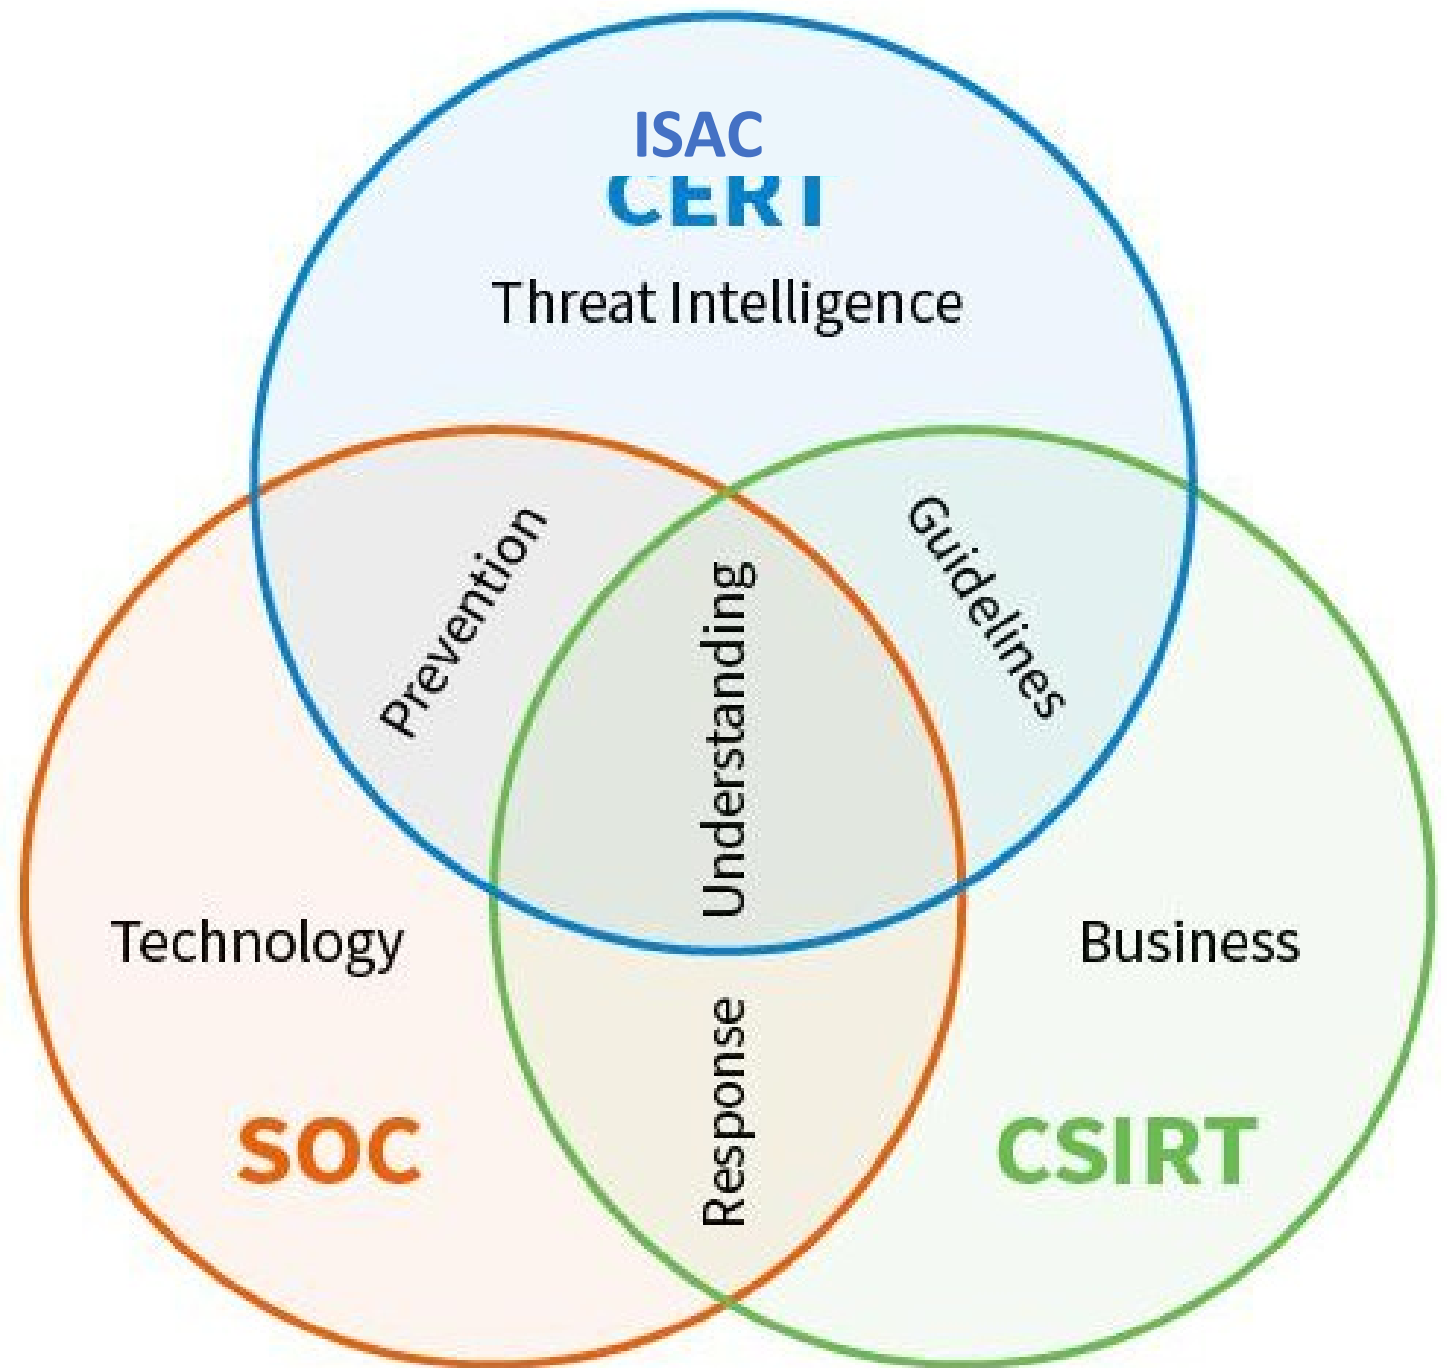 ISAC
CERT
Threat Intelligence
Prevention
Understanding
Guidelines
Technology
Business
Response
SOC
CSIRT